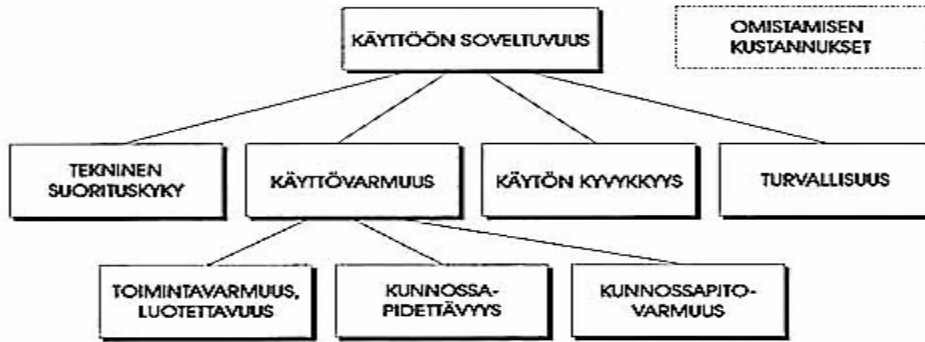 KÄYTTÖÖN SOVELTUVUUS
OMISTAMISEN
KUSTANNUKSET
TEKNINEN
SUORITUSKYKY
KÄYTTÖVARMUUS
KÄYTÖN KYVYKKYYS
TURVALLISUUS
TOIMINTAVARMUUS,
LUOTETTAVUUS
KUNNOSSA-
PIDETTÄVYYS
KUNNOSSAPITO-
VARMUUS